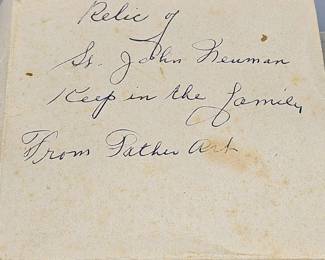 Relic of
St. John Neuman
Keep in the family
From Father Art